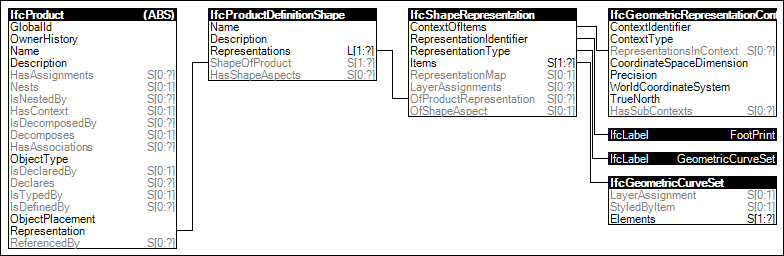 IfcProduct (ABS)
GlobalId
OwnerHistory
Name
Description
HasAssignments S[0:?]
Nests S[0:1]
IsNestedBy S[0:?]
HasContext S[0:1]
IsDecomposedBy S[0:?]
Decomposes S[0:1]
HasAssociations S[0:?]
ObjectType
IsDeclaredBy S[0:1]
Declares S[0:?]
IsTypedBy S[0:1]
IsDefinedBy S[0:?]
ObjectPlacement
Representation
ReferencedBy S[0:?]
IfcProductDefinitionShape
Name
Description
Representations L[1:?]
ShapeOfProduct S[1:?]
HasShapeAspects S[0:?]
IfcShapeRepresentation
ContextOfItems
RepresentationIdentifier
RepresentationType
Items S[1:?]
RepresentationMap S[0:1]
LayerAssignments S[0:?]
OfProductRepresentation S[0:?]
OfShapeAspect S[0:1]
IfcGeometricRepresentationCon
ContextIdentifier
ContextType
RepresentationsInContext S[0:?]
CoordinateSpaceDimension
Precision
WorldCoordinateSystem
TrueNorth
HasSubContexts S[0:?]
IfcLabel FootPrint
IfcLabel GeometricCurveSet
IfcGeometricCurveSet
LayerAssignment S[0:1]
StyledByItem S[0:1]
Elements S[1:?]